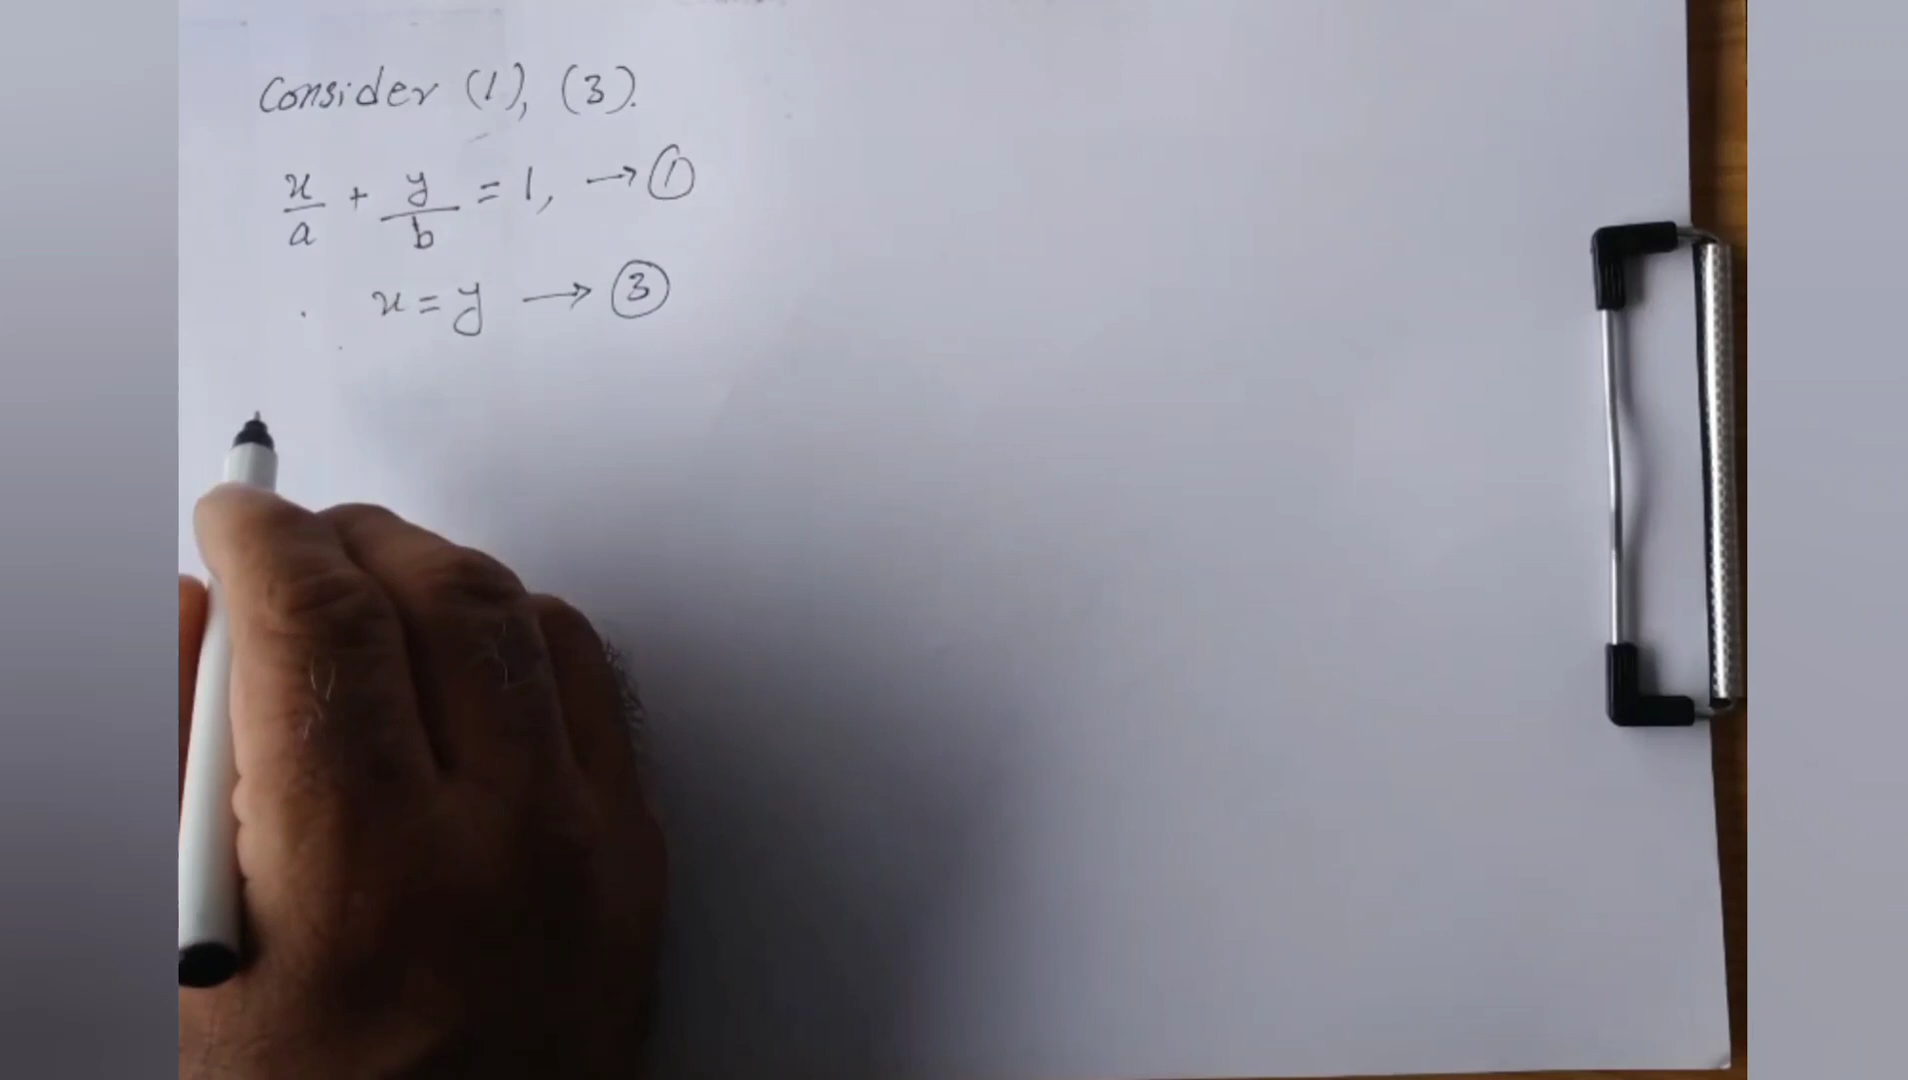 Consider (1), (3).
x/a + y/b = 1, → ①
x = y → ③